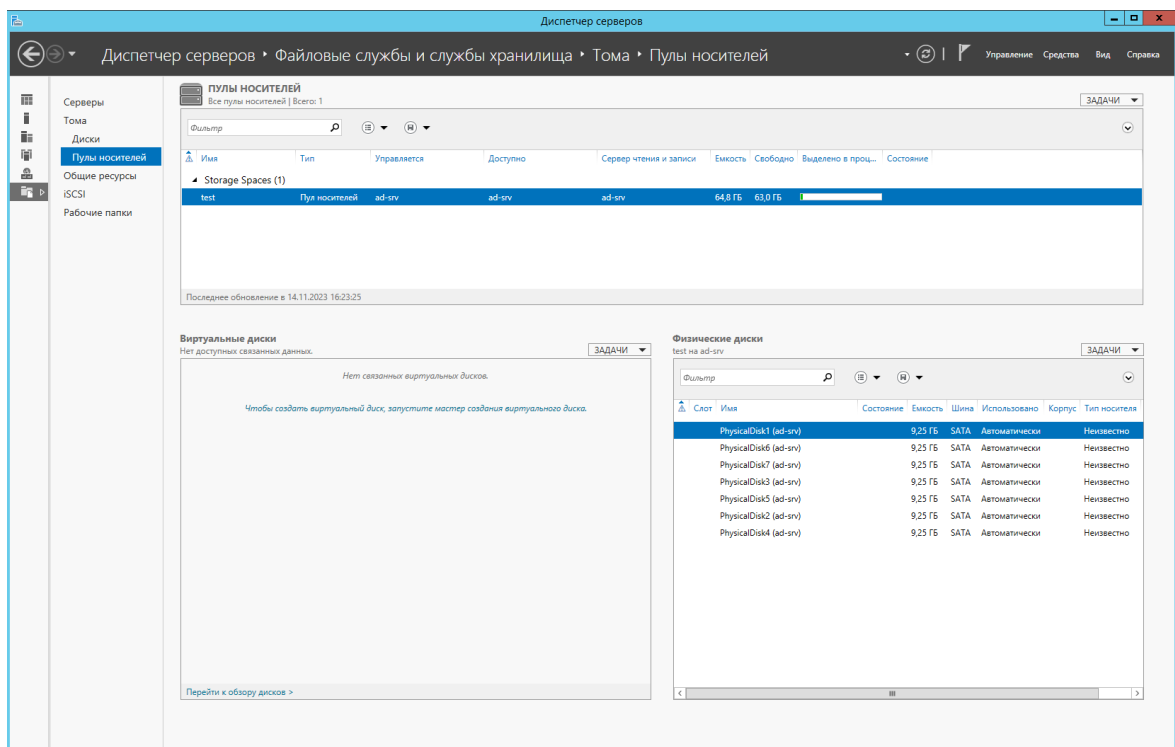 Диспетчер серверов
Диспетчер серверов ‣ Файловые службы и службы хранилища ‣ Тома ‣ Пулы носителей
Управление Средства Вид Справка
Серверы
Тома
Диски
Пулы носителей
Общие ресурсы
iSCSI
Рабочие папки
ПУЛЫ НОСИТЕЛЕЙ
Все пулы носителей | Всего: 1
ЗАДАЧИ
Фильтр
Имя Тип Управляется Доступно Сервер чтения и записи Емкость Свободно Выделено в проц... Состояние
Storage Spaces (1)
test Пул носителей ad-srv ad-srv ad-srv 64,8 ГБ 63,0 ГБ
Последнее обновление в 14.11.2023 16:23:25
Виртуальные диски
Нет доступных связанных данных.
ЗАДАЧИ
Нет связанных виртуальных дисков.
Чтобы создать виртуальный диск, запустите мастер создания виртуального диска.
Перейти к обзору дисков >
Физические диски
test на ad-srv
ЗАДАЧИ
Фильтр
Слот Имя Состояние Емкость Шина Использовано Корпус Тип носителя
PhysicalDisk1 (ad-srv) 9,25 ГБ SATA Автоматически Неизвестно
PhysicalDisk6 (ad-srv) 9,25 ГБ SATA Автоматически Неизвестно
PhysicalDisk7 (ad-srv) 9,25 ГБ SATA Автоматически Неизвестно
PhysicalDisk3 (ad-srv) 9,25 ГБ SATA Автоматически Неизвестно
PhysicalDisk5 (ad-srv) 9,25 ГБ SATA Автоматически Неизвестно
PhysicalDisk2 (ad-srv) 9,25 ГБ SATA Автоматически Неизвестно
PhysicalDisk4 (ad-srv) 9,25 ГБ SATA Автоматически Неизвестно